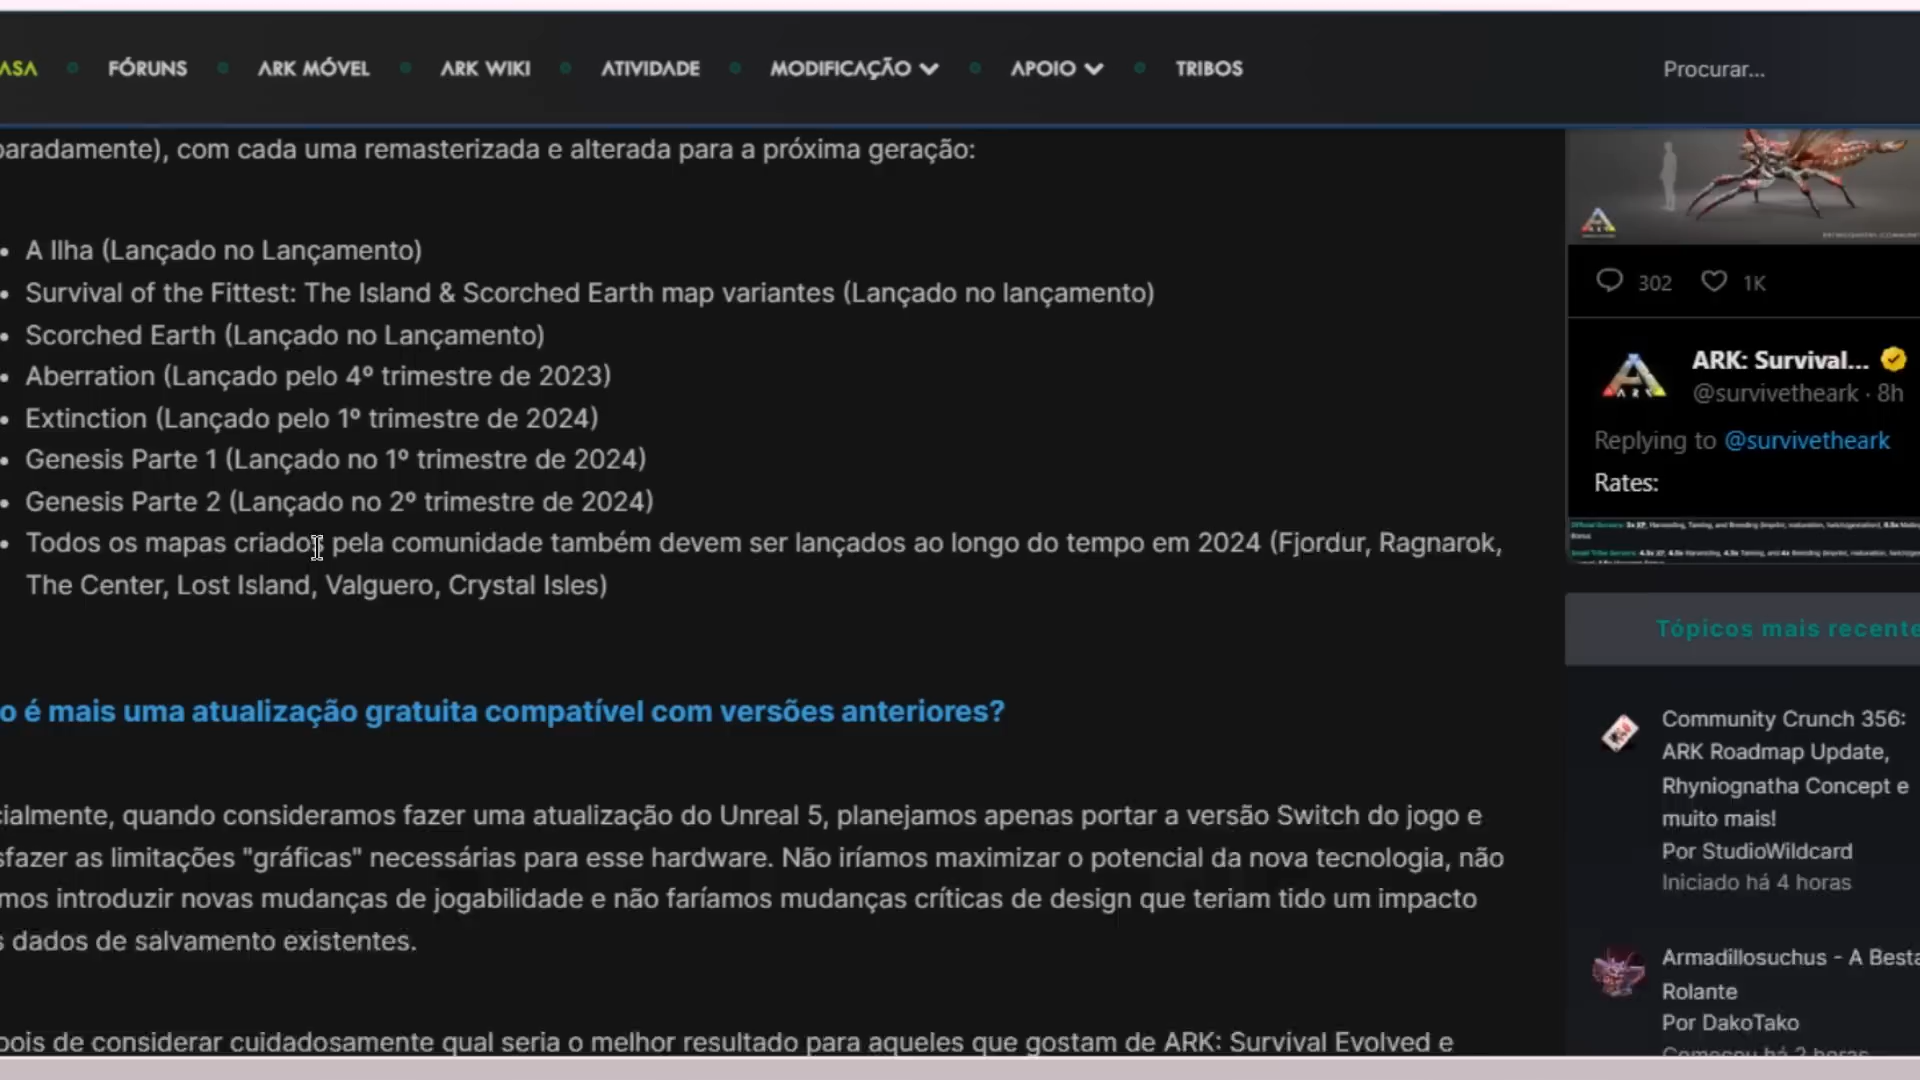 ASA
FÓRUNS
ARK MÓVEL
ARK WIKI
ATIVIDADE
MODIFICAÇÃO
APOIO
TRIBOS
Procurar...
paradamente), com cada uma remasterizada e alterada para a próxima geração:
• A Ilha (Lançado no Lançamento)
• Survival of the Fittest: The Island & Scorched Earth map variantes (Lançado no lançamento)
• Scorched Earth (Lançado no Lançamento)
• Aberration (Lançado pelo 4º trimestre de 2023)
• Extinction (Lançado pelo 1º trimestre de 2024)
• Genesis Parte 1 (Lançado no 1º trimestre de 2024)
• Genesis Parte 2 (Lançado no 2º trimestre de 2024)
• Todos os mapas criados pela comunidade também devem ser lançados ao longo do tempo em 2024 (Fjordur, Ragnarok,
The Center, Lost Island, Valguero, Crystal Isles)
o é mais uma atualização gratuita compatível com versões anteriores?
cialmente, quando consideramos fazer uma atualização do Unreal 5, planejamos apenas portar a versão Switch do jogo e
sfazer as limitações "gráficas" necessárias para esse hardware. Não iríamos maximizar o potencial da nova tecnologia, não
mos introduzir novas mudanças de jogabilidade e não faríamos mudanças críticas de design que teriam tido um impacto
s dados de salvamento existentes.
pois de considerar cuidadosamente qual seria o melhor resultado para aqueles que gostam de ARK: Survival Evolved e
ARK
302
1K
ARK
ARK: Survival...
@survivetheark · 8h
Replying to @survivetheark
Rates:
Tópicos mais recente
Community Crunch 356:
ARK Roadmap Update,
Rhyniognatha Concept e
muito mais!
Por StudioWildcard
Iniciado há 4 horas
Armadillosuchus - A Besta
Rolante
Por DakoTako
Começou há 2 horas